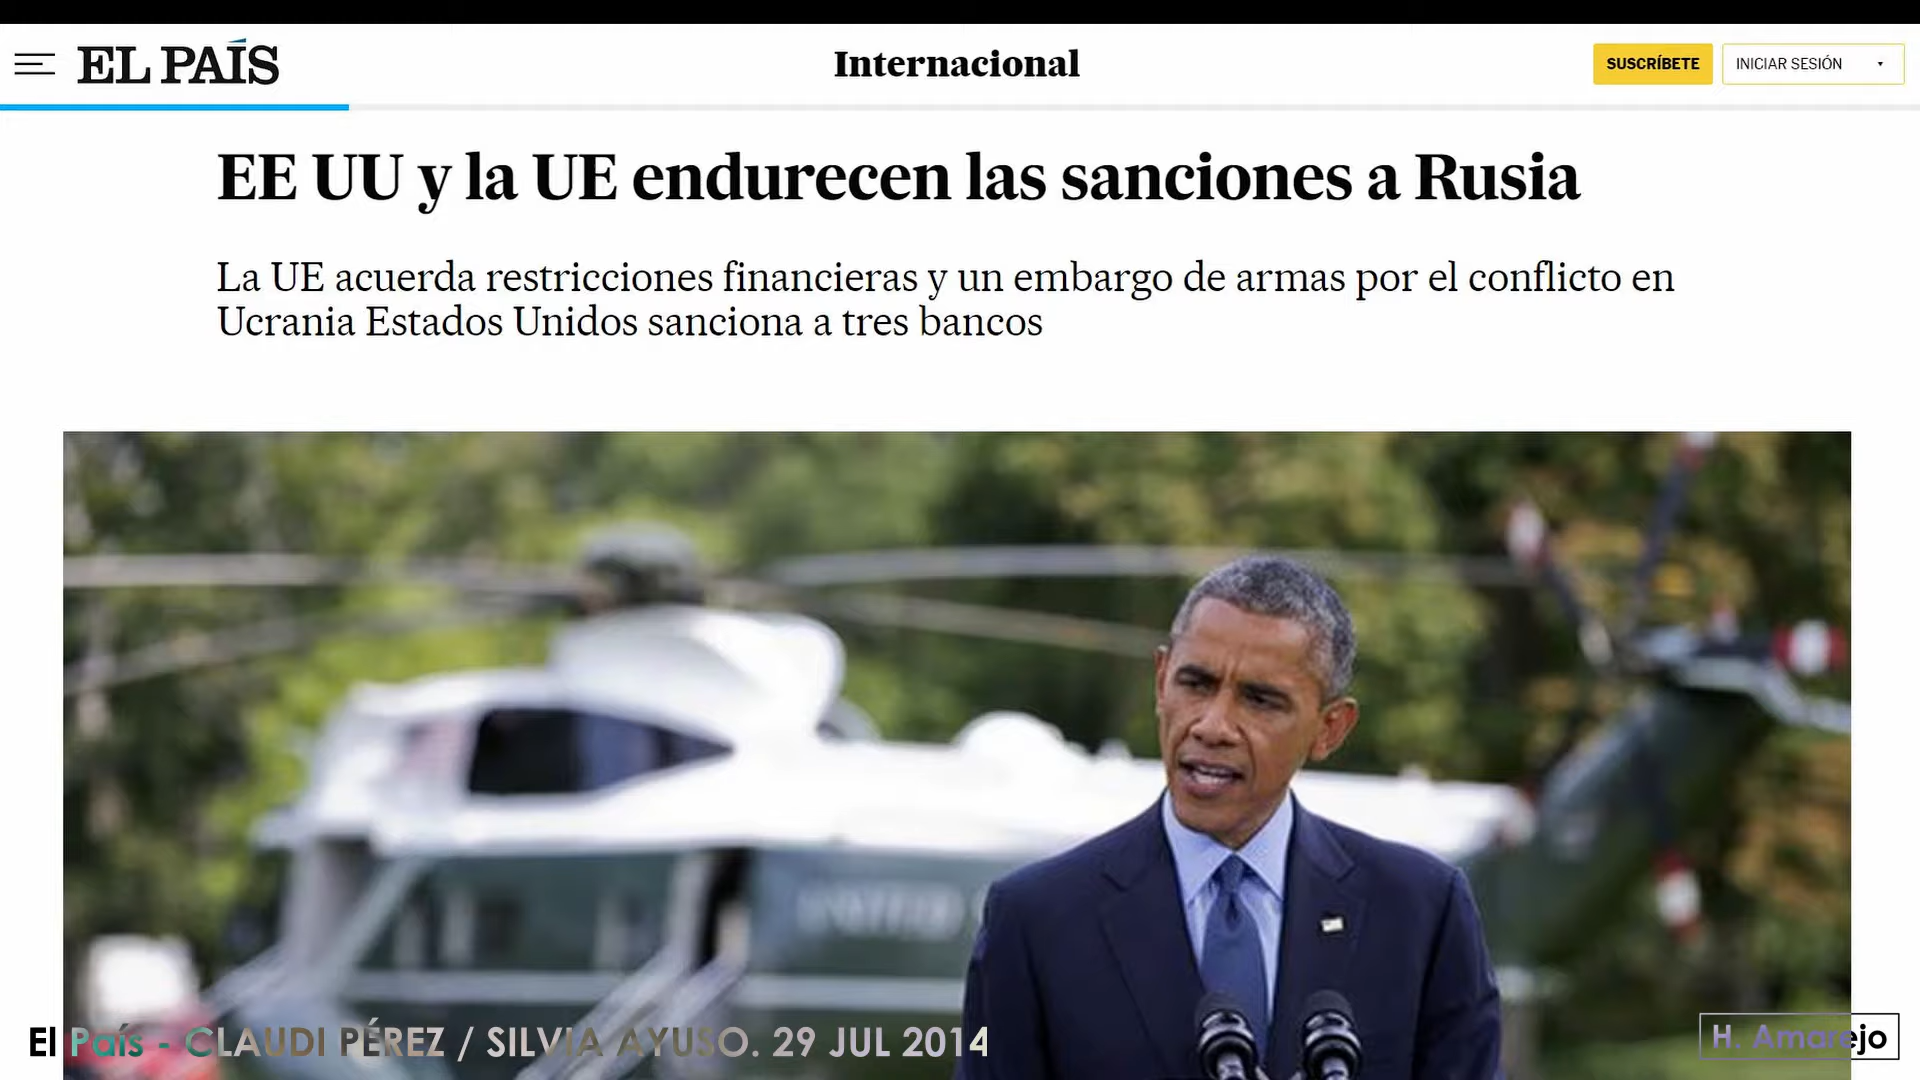 EL PAÍS
Internacional
SUSCRÍBETE
INICIAR SESIÓN
EE UU y la UE endurecen las sanciones a Rusia
La UE acuerda restricciones financieras y un embargo de armas por el conflicto en
Ucrania Estados Unidos sanciona a tres bancos
El País - CLAUDI PÉREZ / SILVIA AYUSO. 29 JUL 2014
H. Amarejo